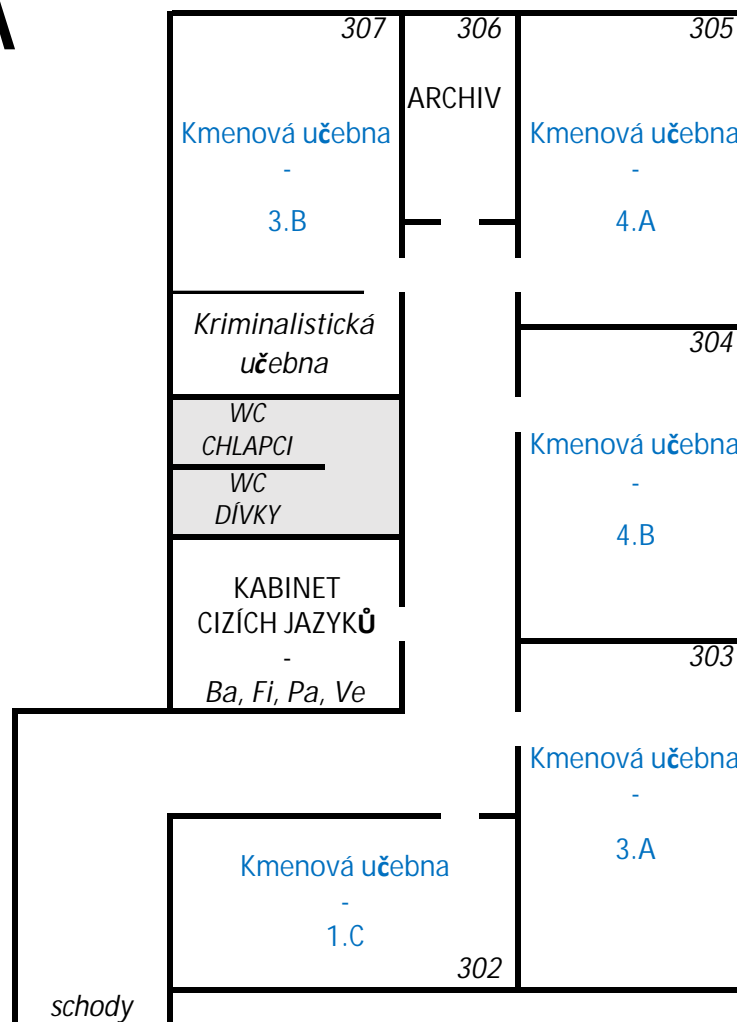 307
306
305
ARCHIV
Kmenová učebna
-
3.B
Kmenová učebna
-
4.A
Kriminalistická
učebna
304
WC
CHLAPCI
WC
DÍVKY
Kmenová učebna
-
4.B
KABINET
CIZÍCH JAZYKŮ
-
Ba, Fi, Pa, Ve
303
Kmenová učebna
-
3.A
Kmenová učebna
-
1.C
302
schody